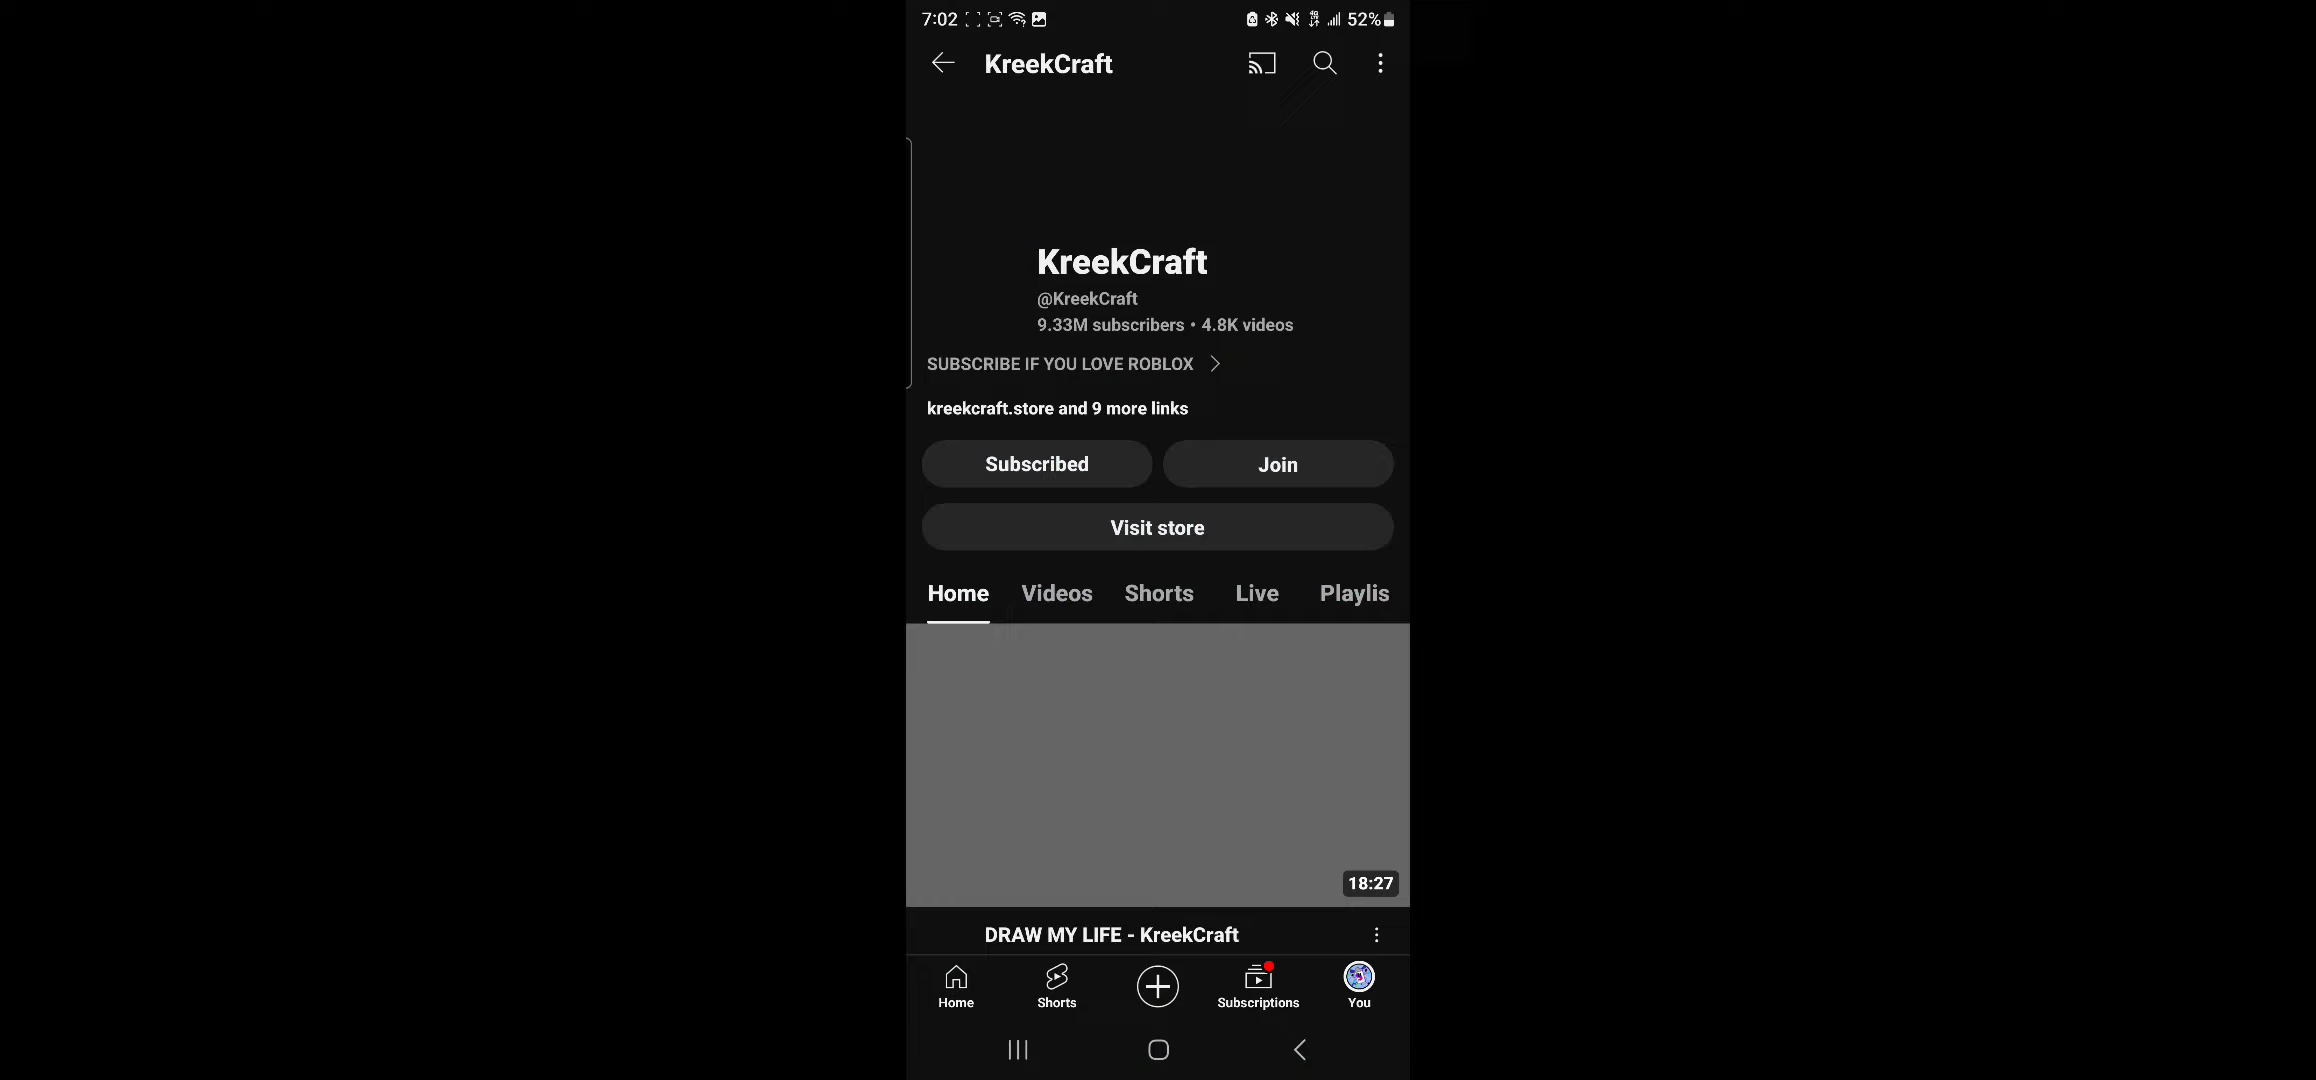 7:02 52%
KreekCraft
KreekCraft
@KreekCraft
9.33M subscribers • 4.8K videos
SUBSCRIBE IF YOU LOVE ROBLOX
kreekcraft.store and 9 more links
Subscribed Join
Visit store
Home Videos Shorts Live Playlis
18:27
DRAW MY LIFE - KreekCraft
Home Shorts Subscriptions You